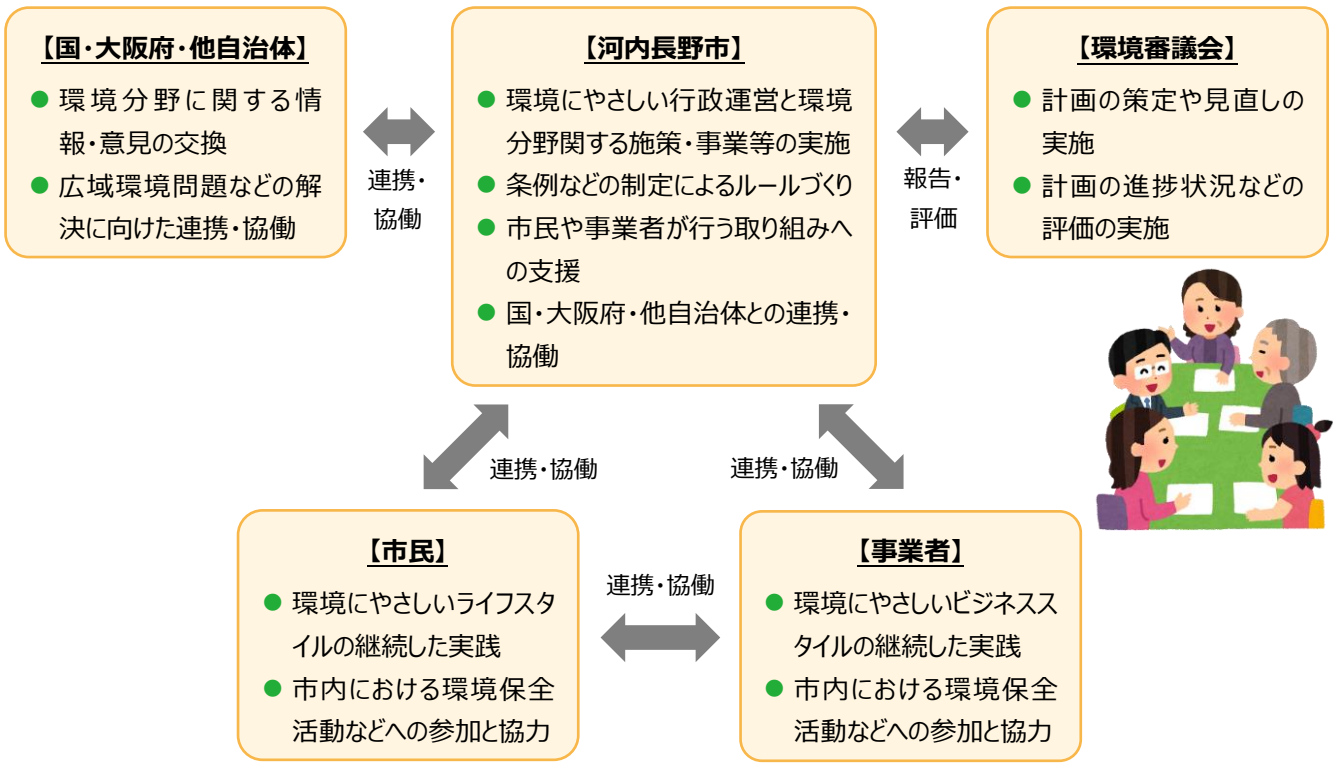 【国・大阪府・他自治体】
● 環境分野に関する情
報・意見の交換
● 広域環境問題などの解
決に向けた連携・協働
連携・
協働
【河内長野市】
● 環境にやさしい行政運営と環境
分野関する施策・事業等の実施
● 条例などの制定によるルールづくり
● 市民や事業者が行う取り組みへ
の支援
● 国・大阪府・他自治体との連携・
協働
報告・
評価
【環境審議会】
● 計画の策定や見直しの
実施
● 計画の進捗状況などの
評価の実施
連携・協働
連携・協働
【市民】
● 環境にやさしいライフスタ
イルの継続した実践
● 市内における環境保全
活動などへの参加と協力
連携・協働
【事業者】
● 環境にやさしいビジネスス
タイルの継続した実践
● 市内における環境保全
活動などへの参加と協力